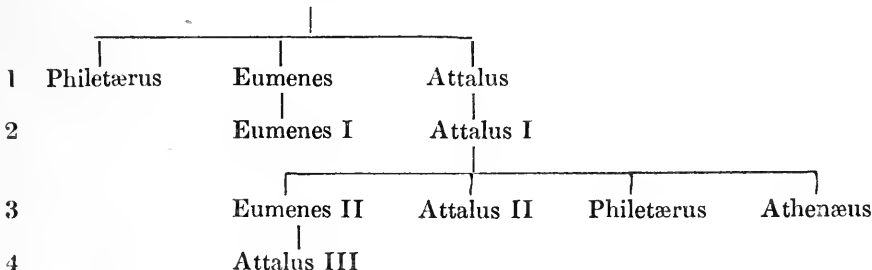 1 Philetærus Eumenes Attalus
2 Eumenes I Attalus I
3 Eumenes II Attalus II Philetærus Athenæus
4 Attalus III